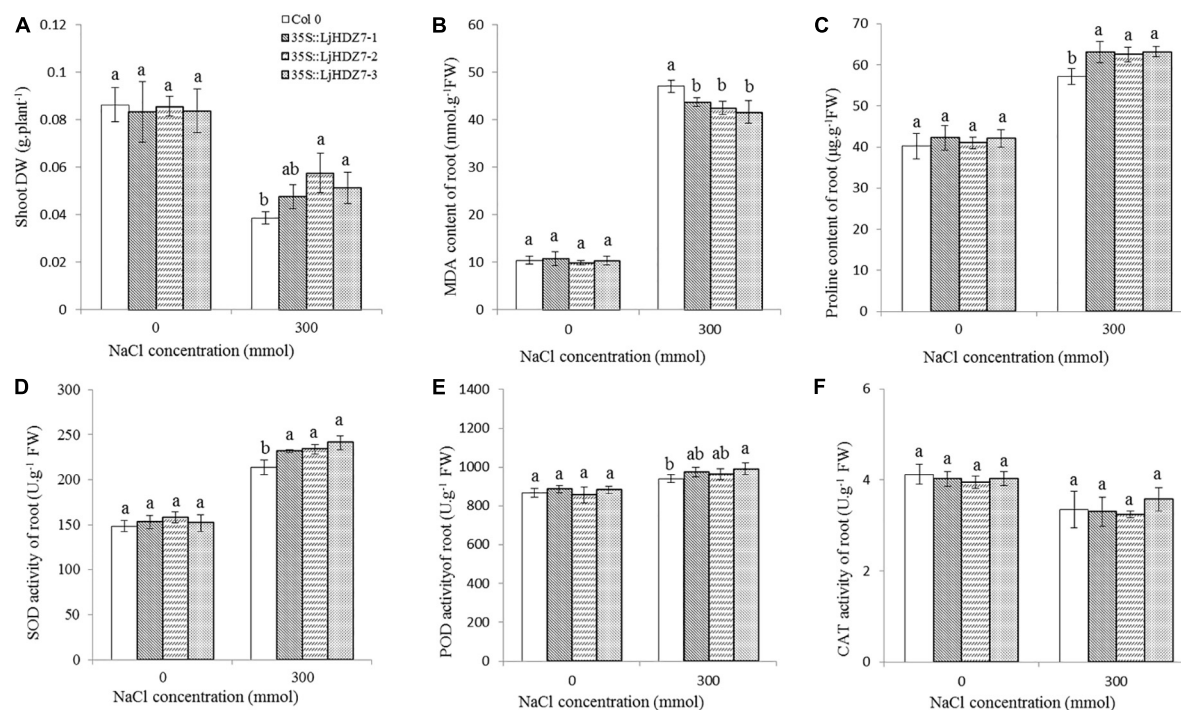 A
0.12
0.1
0.08
0.06
0.04
0.02
0
Shoot DW (g.plant⁻¹)
Col 0
35S::LjHDZ7-1
35S::LjHDZ7-2
35S::LjHDZ7-3
a a a a
b ab a a
0 300
NaCl concentration (mmol)
B
60
50
40
30
20
10
0
MDA content of root (nmol.g⁻¹FW)
a a a a
a b b b
0 300
NaCl concentration (mmol)
C
70
60
50
40
30
20
10
0
Proline content of root (μg.g⁻¹FW)
a a a a
b a a a
0 300
NaCl concentration (mmol)
D
300
250
200
150
100
50
0
SOD activity of root (U.g⁻¹ FW)
a a a a
b a a a
0 300
NaCl concentration (mmol)
E
1400
1200
1000
800
600
400
200
0
POD activityof root (U.g⁻¹ FW)
a a a a
b ab ab a
0 300
NaCl concentration (mmol)
F
6
4
2
0
CAT activity of root (U.g⁻¹ FW)
a a a a
a a a a
0 300
NaCl concentration (mmol)